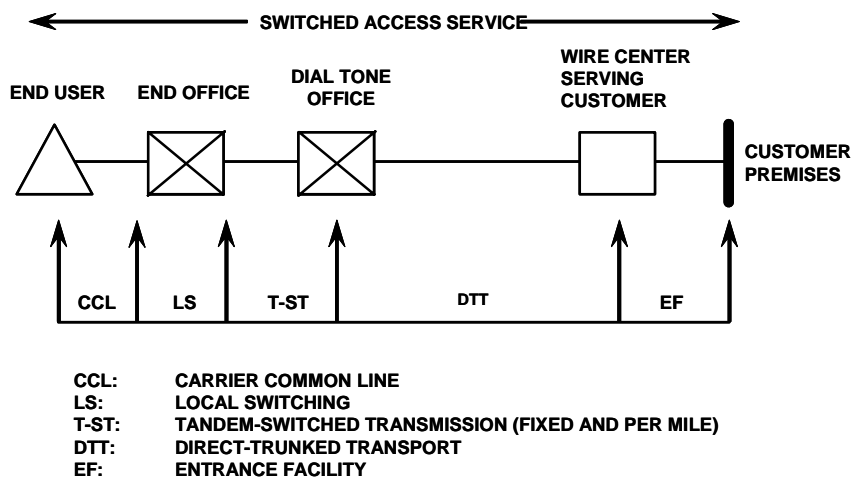 SWITCHED ACCESS SERVICE
WIRE CENTER
SERVING
CUSTOMER
DIAL TONE
OFFICE
END USER
END OFFICE
CUSTOMER
PREMISES
CCL
LS
T-ST
DTT
EF
CCL: CARRIER COMMON LINE
LS: LOCAL SWITCHING
T-ST: TANDEM-SWITCHED TRANSMISSION (FIXED AND PER MILE)
DTT: DIRECT-TRUNKED TRANSPORT
EF: ENTRANCE FACILITY